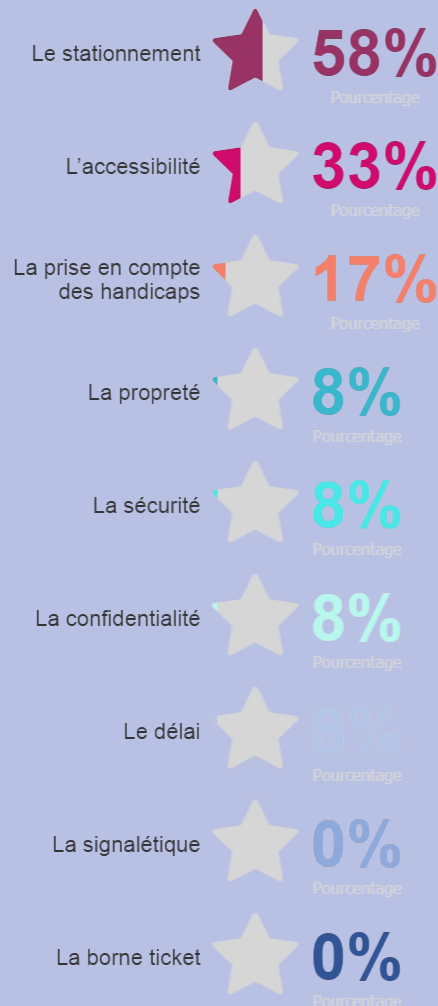 Le stationnement
58%
Pourcentage
L'accessibilité
33%
Pourcentage
La prise en compte
des handicaps
17%
Pourcentage
La propreté
8%
Pourcentage
La sécurité
8%
Pourcentage
La confidentialité
8%
Pourcentage
Le délai
8%
Pourcentage
La signalétique
0%
Pourcentage
La borne ticket
0%
Pourcentage